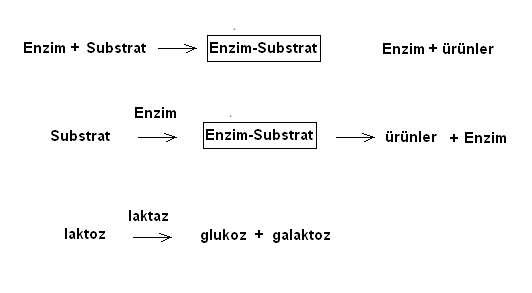 Enzim + Substrat → Enzim-Substrat Enzim + ürünler
Enzim
Substrat → Enzim-Substrat → ürünler + Enzim
laktaz
laktoz → glukoz + galaktoz